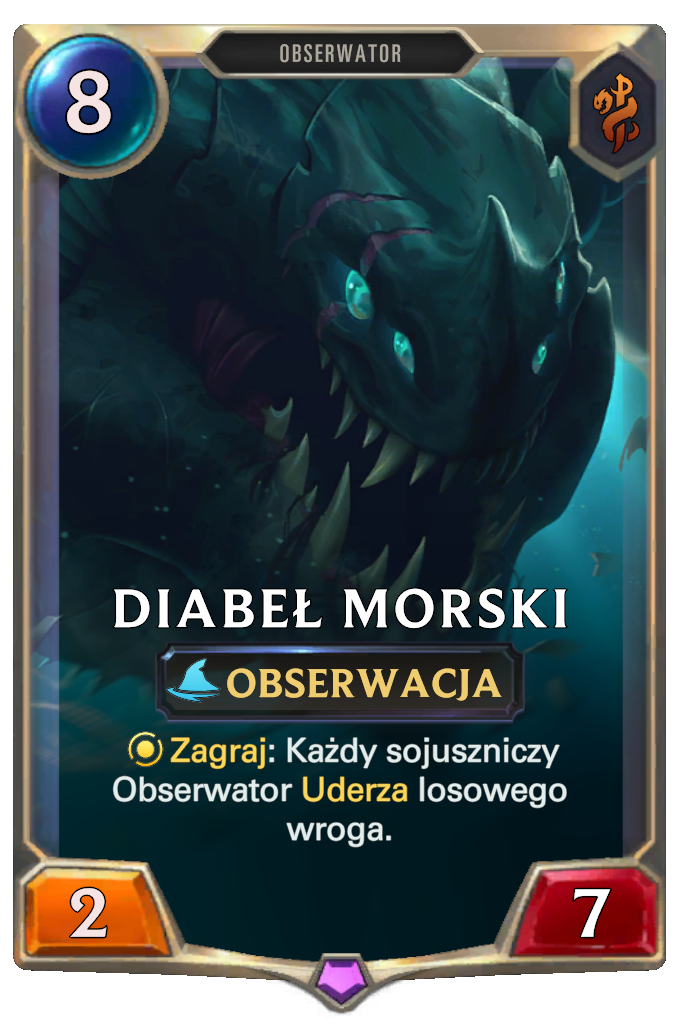 OBSERWATOR
8
DIABEŁ MORSKI
OBSERWACJA
Zagraj: Każdy sojuszniczy
Obserwator Uderza losowego
wroga.
2
7